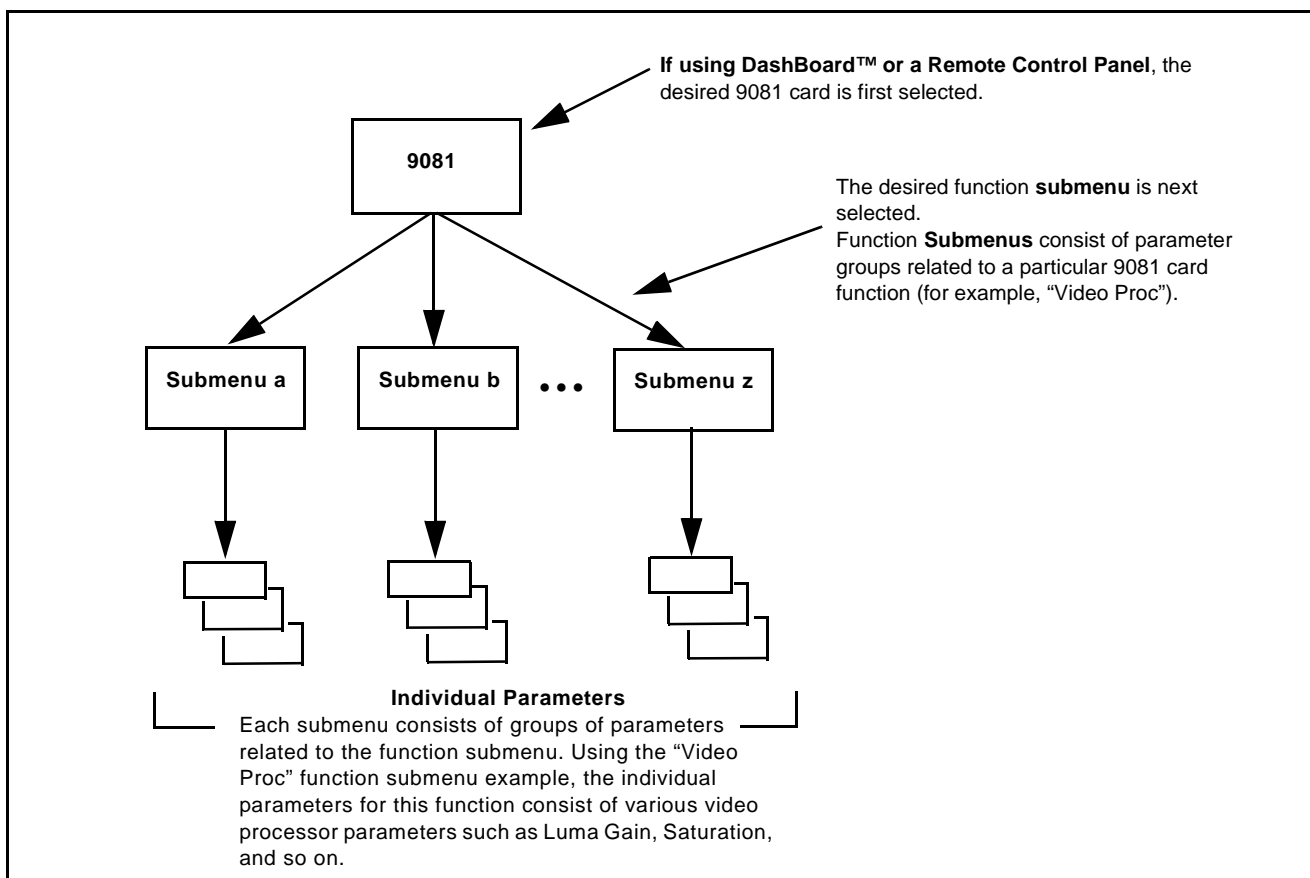 If using DashBoard™ or a Remote Control Panel, the
desired 9081 card is first selected.
9081
The desired function submenu is next
selected.
Function Submenus consist of parameter
groups related to a particular 9081 card
function (for example, “Video Proc”).
Submenu a
Submenu b
•••
Submenu z
Individual Parameters
Each submenu consists of groups of parameters
related to the function submenu. Using the “Video
Proc” function submenu example, the individual
parameters for this function consist of various video
processor parameters such as Luma Gain, Saturation,
and so on.